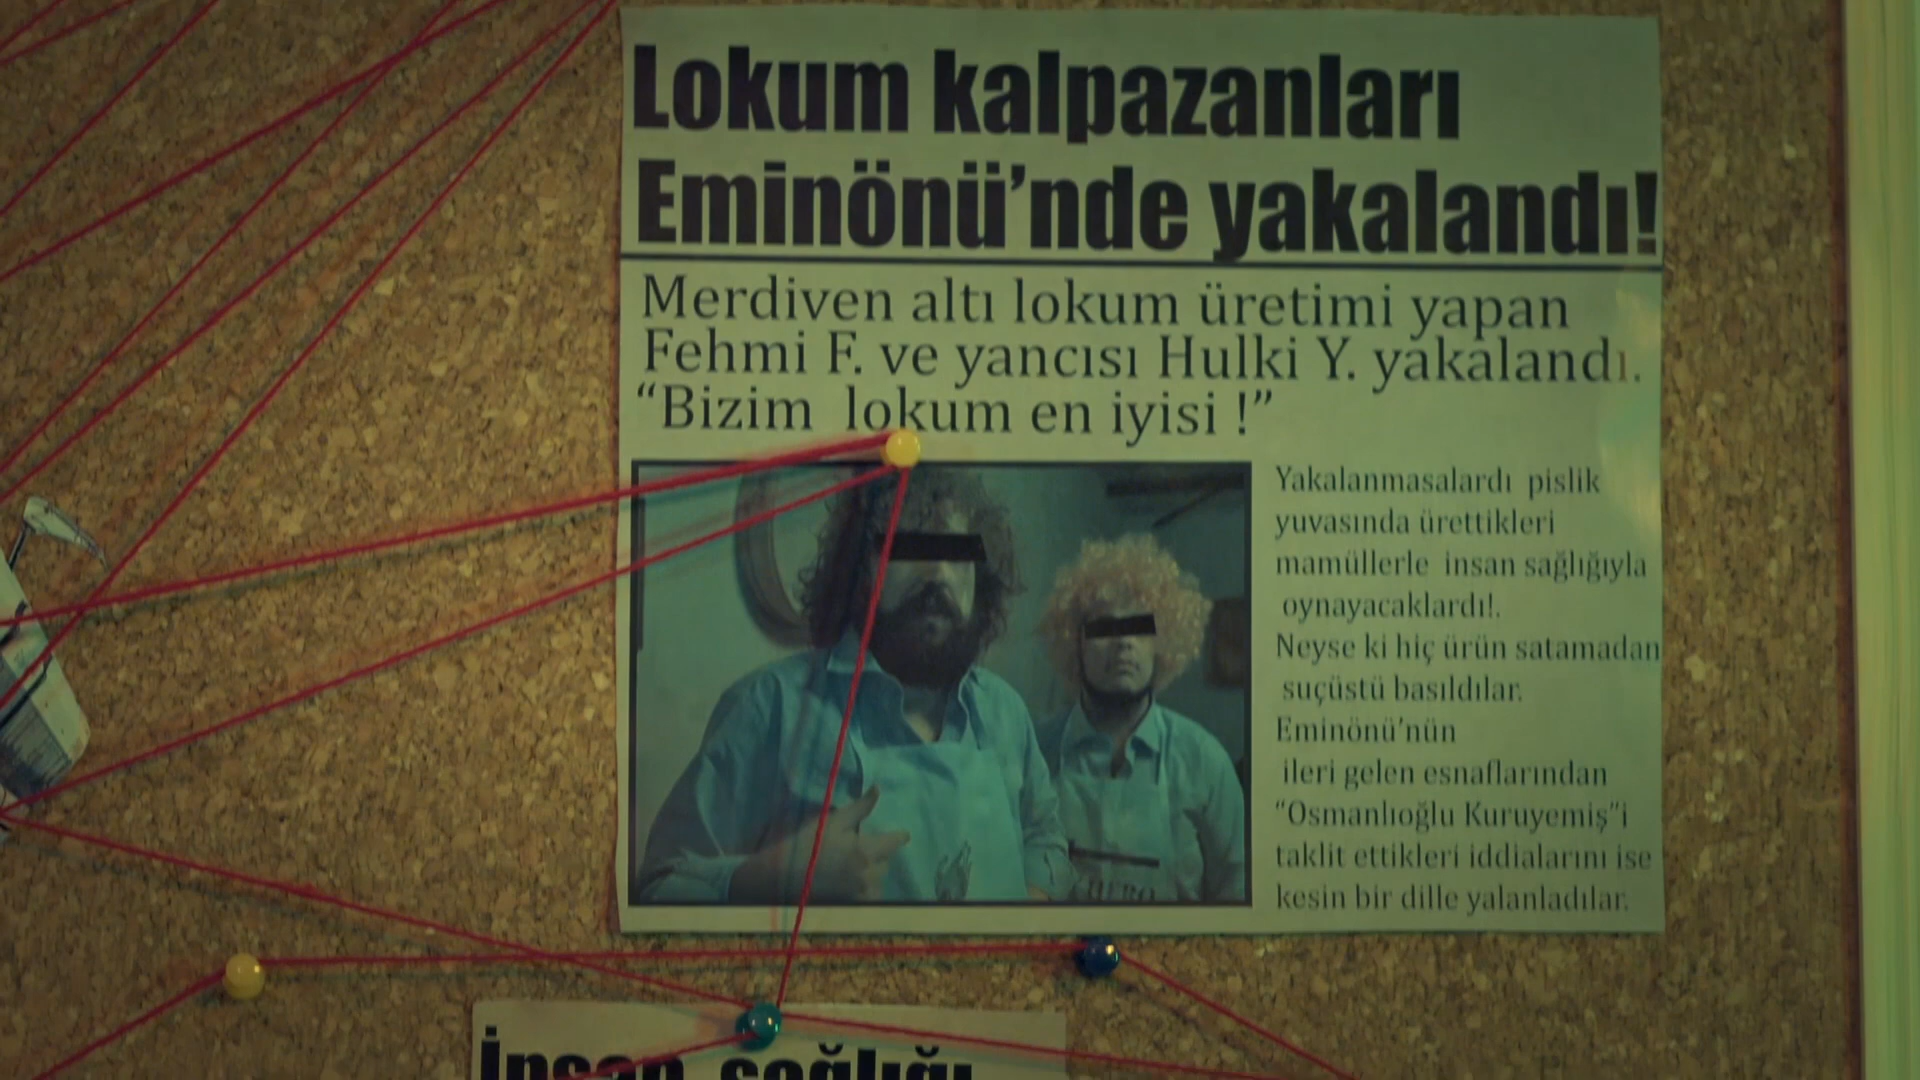 Lokum kalpazanları
Eminönü’nde yakalandı!
Merdiven altı lokum üretimi yapan
Fehmi F. ve yancısı Hulki Y. yakalandı.
“Bizim lokum en iyisi !”
Yakalanmasalardı pislik
yuvasında ürettikleri
mamüllerle insan sağlığıyla
oynayacaklardı!.
Neyse ki hiç ürün satamadan
suçüstü basıldılar.
Eminönü’nün
ileri gelen esnaflarından
“Osmanlıoğlu Kuruyemiş”i
taklit ettikleri iddialarını ise
kesin bir dille yalanladılar.
İnsan sağlığı